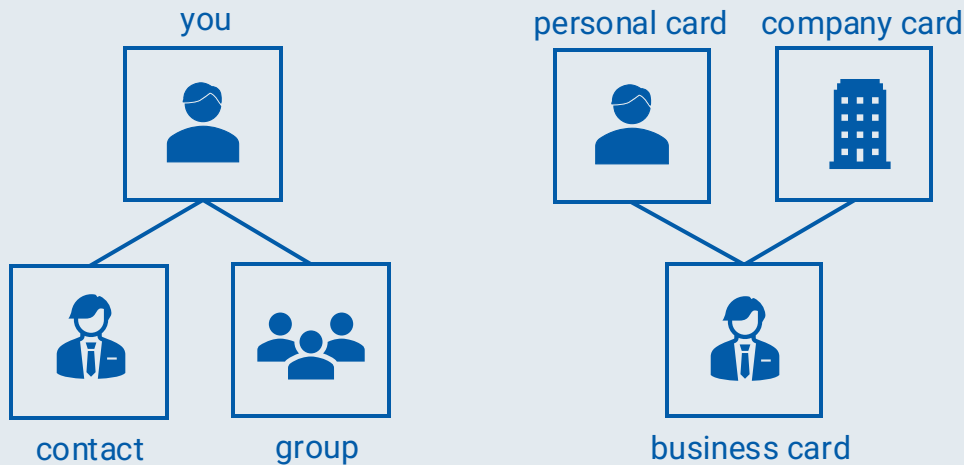 you
personal card
company card
contact
group
business card